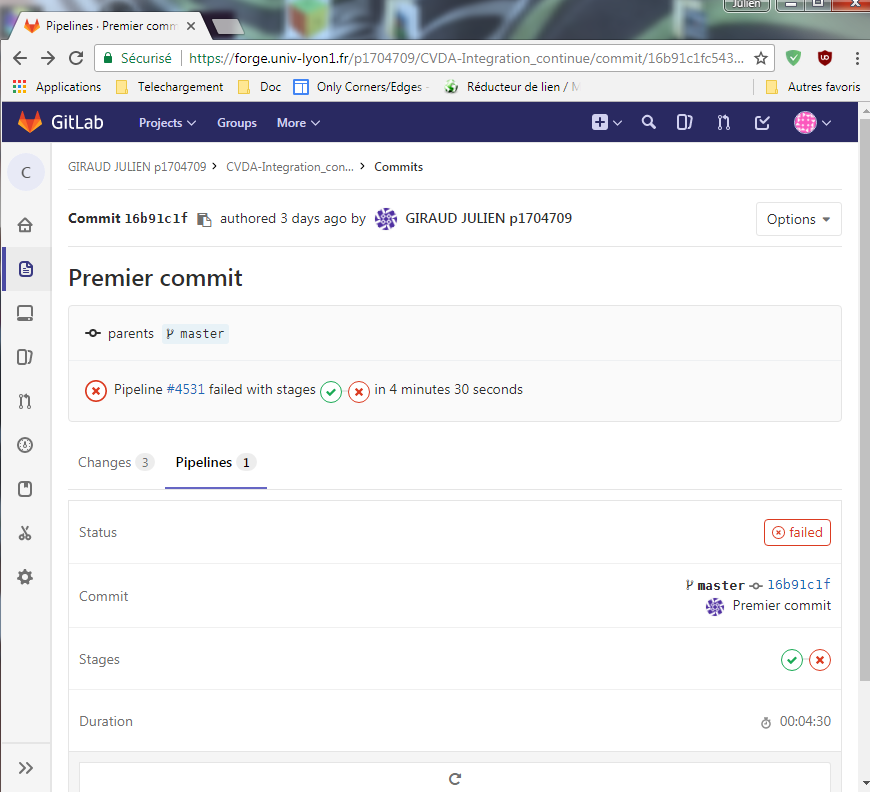 Julien
Pipelines · Premier comm
Sécurisé https://forge.univ-lyon1.fr/p1704709/CVDA-Integration_continue/commit/16b91c1fc543...
Applications Telechargement Doc Only Corners/Edges - Réducteur de lien / M Autres favoris
GitLab Projects Groups More
C
GIRAUD JULIEN p1704709 > CVDA-Integration_con... > Commits
Commit 16b91c1f authored 3 days ago by GIRAUD JULIEN p1704709
Options
Premier commit
parents master
Pipeline #4531 failed with stages in 4 minutes 30 seconds
Changes 3 Pipelines 1
Status failed
Commit master 16b91c1f
Premier commit
Stages
Duration 00:04:30